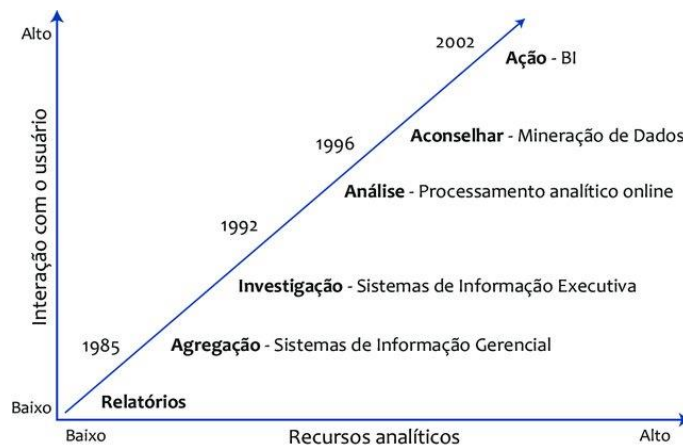 Alto
2002
Ação - BI
1996
Aconselhar - Mineração de Dados
Análise - Processamento analítico online
1992
Investigação - Sistemas de Informação Executiva
1985
Agregação - Sistemas de Informação Gerencial
Relatórios
Interação com o usuário
Baixo
Baixo
Recursos analíticos
Alto